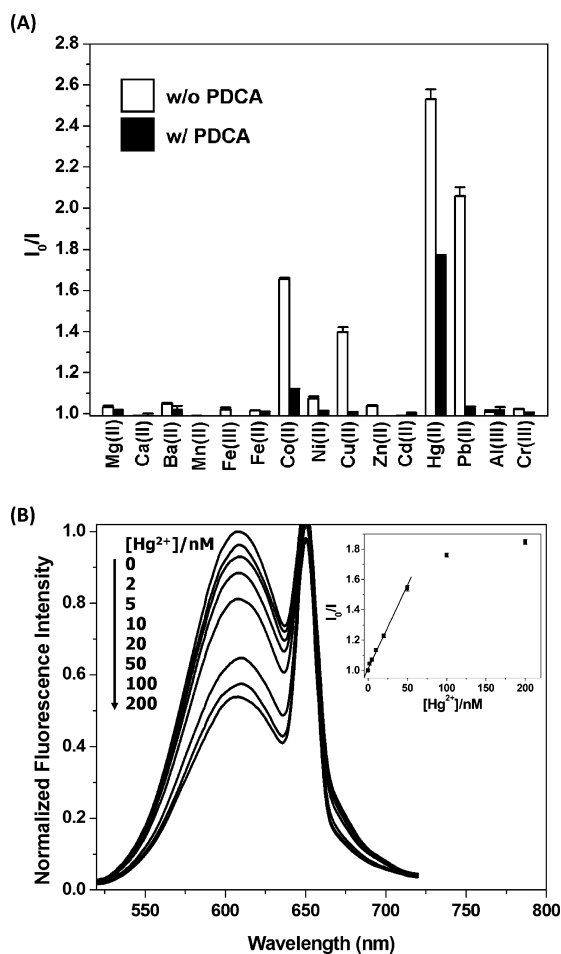 (A)
2.8
2.6
2.4
2.2
2.0
1.8
1.6
1.4
1.2
1.0
I0/I
w/o PDCA
w/ PDCA
Mg(II)
Ca(II)
Ba(II)
Mn(II)
Fe(III)
Fe(II)
Co(II)
Ni(II)
Cu(II)
Zn(II)
Cd(II)
Hg(II)
Pb(II)
Al(III)
Cr(III)
(B)
1.0
0.8
0.6
0.4
0.2
0.0
Normalized Fluorescence Intensity
[Hg2+]/nM
0
2
5
10
20
50
100
200
1.8
1.6
1.4
1.2
1.0
I0/I
0 50 100 150 200
[Hg2+]/nM
550 600 650 700 750 800
Wavelength (nm)